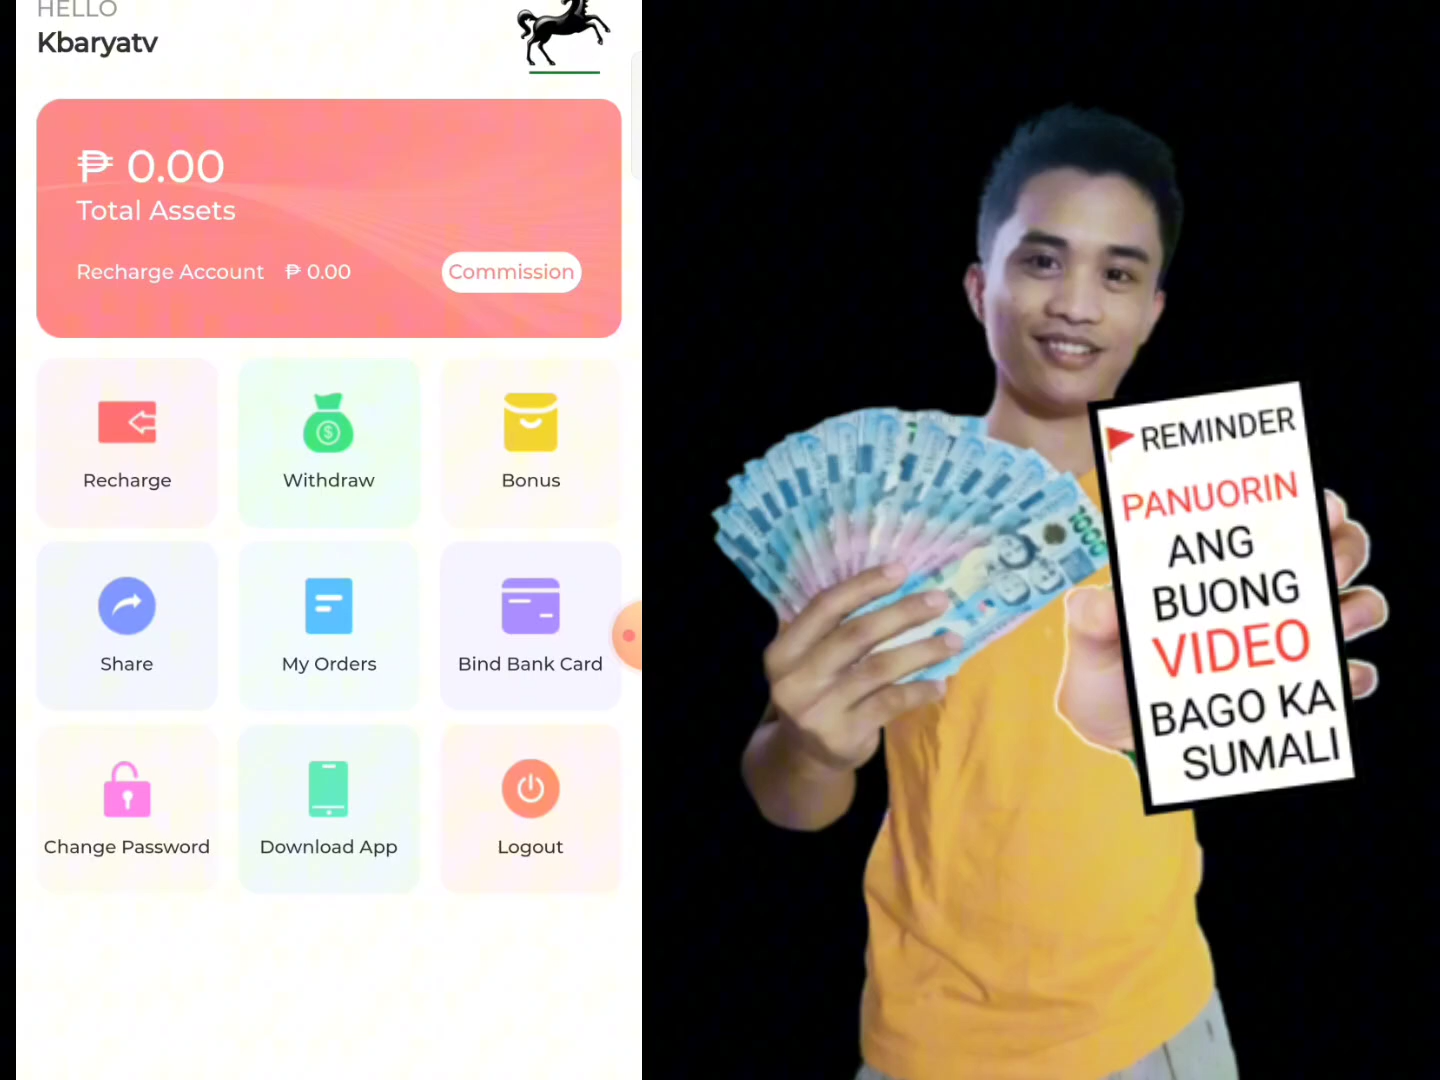 HELLO
Kbaryatv
₱ 0.00
Total Assets
Recharge Account ₱ 0.00
Commission
Recharge
Withdraw
Bonus
Share
My Orders
Bind Bank Card
Change Password
Download App
Logout
1000
REMINDER
PANUORIN
ANG
BUONG
VIDEO
BAGO KA
SUMALI